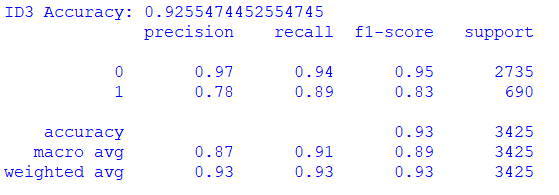 ID3 Accuracy: 0.9255474452554745
precision recall f1-score support
0 0.97 0.94 0.95 2735
1 0.78 0.89 0.83 690
accuracy 0.93 3425
macro avg 0.87 0.91 0.89 3425
weighted avg 0.93 0.93 0.93 3425